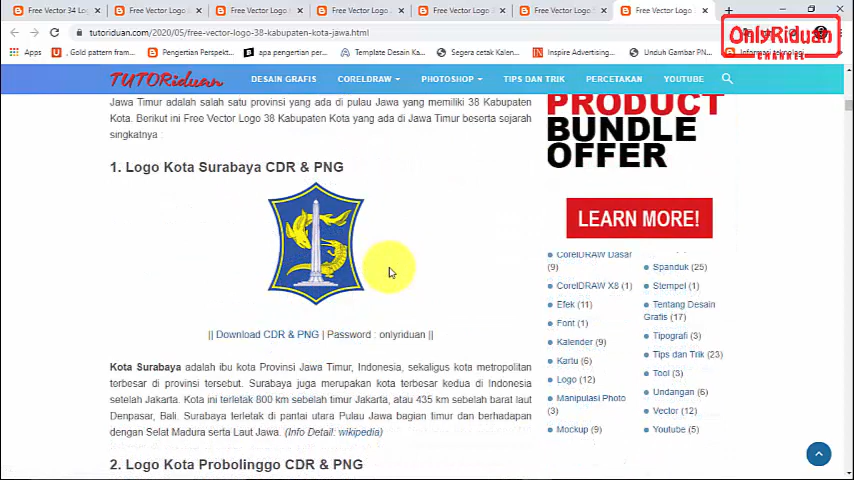 Free Vector 34 Logo
Free Vector Logo
Free Vector Logo
Free Vector Logo
Free Vector Logo
Free Vector Logo
Free Vector Logo
tutoriduan.com/2020/05/free-vector-logo-38-kabupaten-kota-jawa.html
Apps
, Gold pattern fram...
Pengertian Perspekti...
apa pengertian gara...
Template Desain Ka...
Segera cetak Kalend...
Inspire Advertising...
Unduh Gambar PN...
Informasi teknologi
OnlyRiduan
CHANNEL
TUTORiduan
DESAIN GRAFIS
CORELDRAW
PHOTOSHOP
TIPS DAN TRIK
PERCETAKAN
YOUTUBE
Jawa Timur adalah salah satu provinsi yang ada di pulau Jawa yang memiliki 38 Kabupaten
Kota. Berikut ini Free Vector Logo 38 Kabupaten Kota yang ada di Jawa Timur beserta sejarah
singkatnya :
1. Logo Kota Surabaya CDR & PNG
|| Download CDR & PNG | Password : onlyriduan ||
Kota Surabaya adalah ibu kota Provinsi Jawa Timur, Indonesia, sekaligus kota metropolitan
terbesar di provinsi tersebut. Surabaya juga merupakan kota terbesar kedua di Indonesia
setelah Jakarta. Kota ini terletak 800 km sebelah timur Jakarta, atau 435 km sebelah barat laut
Denpasar, Bali. Surabaya terletak di pantai utara Pulau Jawa bagian timur dan berhadapan
dengan Selat Madura serta Laut Jawa. (Info Detail: wikipedia)
2. Logo Kota Probolinggo CDR & PNG
PRODUCT
BUNDLE
OFFER
LEARN MORE!
CorelDRAW Dasar
(9)
CorelDRAW X8 (1)
Efek (11)
Font (1)
Kalender (9)
Kartu (6)
Logo (12)
Manipulasi Photo
(3)
Mockup (9)
Spanduk (25)
Stempel (1)
Tentang Desain
Grafis (17)
Tipografi (3)
Tips dan Trik (23)
Tool (3)
Undangan (6)
Vector (12)
Youtube (5)